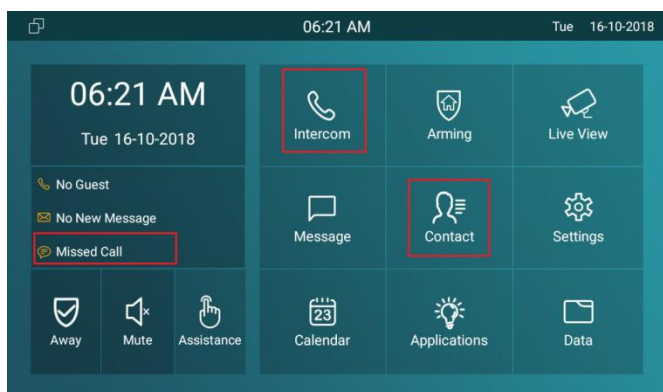 06:21 AM
Tue 16-10-2018
06:21 AM
Tue 16-10-2018
No Guest
No New Message
Missed Call
Away
Mute
Assistance
Intercom
Arming
Live View
Message
Contact
Settings
23
Calendar
Applications
Data